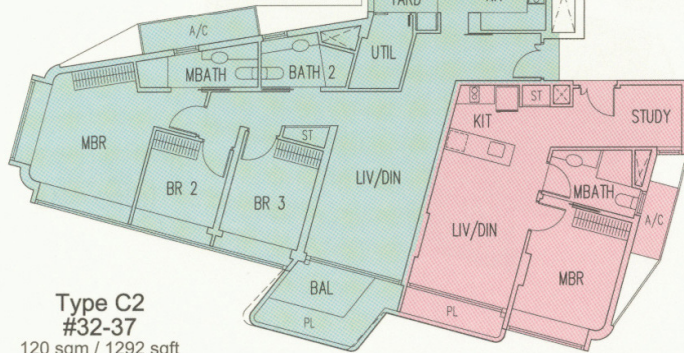 YARD
KIT
A/C
UTIL
MBATH
BATH 2
ST
KIT
STUDY
MBR
ST
BR 2
BR 3
LIV/DIN
MBATH
LIV/DIN
A/C
MBR
BAL
PL
PL
Type C2
#32-37
120 sqm / 1292 sqft